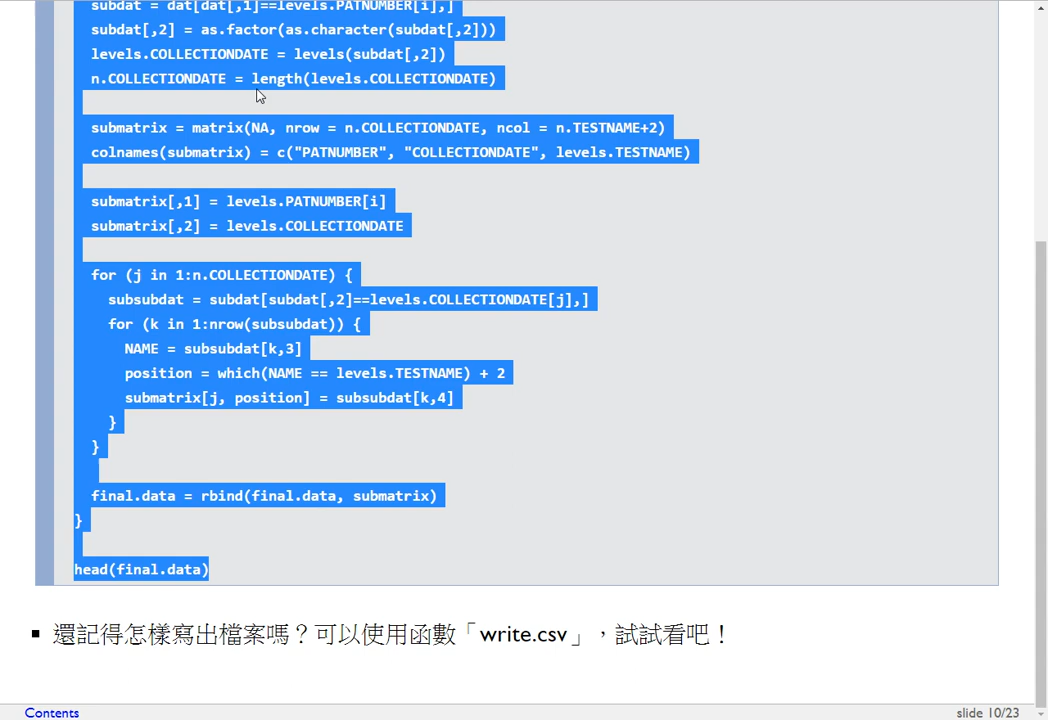 subdat = dat[dat[,1]==levels.PATNUMBER[i],]
subdat[,2] = as.factor(as.character(subdat[,2]))
levels.COLLECTIONDATE = levels(subdat[,2])
n.COLLECTIONDATE = length(levels.COLLECTIONDATE)
submatrix = matrix(NA, nrow = n.COLLECTIONDATE, ncol = n.TESTNAME+2)
colnames(submatrix) = c("PATNUMBER", "COLLECTIONDATE", levels.TESTNAME)
submatrix[,1] = levels.PATNUMBER[i]
submatrix[,2] = levels.COLLECTIONDATE
for (j in 1:n.COLLECTIONDATE) {
subsubdat = subdat[subdat[,2]==levels.COLLECTIONDATE[j],]
for (k in 1:nrow(subsubdat)) {
NAME = subsubdat[k,3]
position = which(NAME == levels.TESTNAME) + 2
submatrix[j, position] = subsubdat[k,4]
}
}
final.data = rbind(final.data, submatrix)
}
head(final.data)
▪ 還記得怎樣寫出檔案嗎？可以使用函數「write.csv」，試試看吧！
Contents
slide 10/23